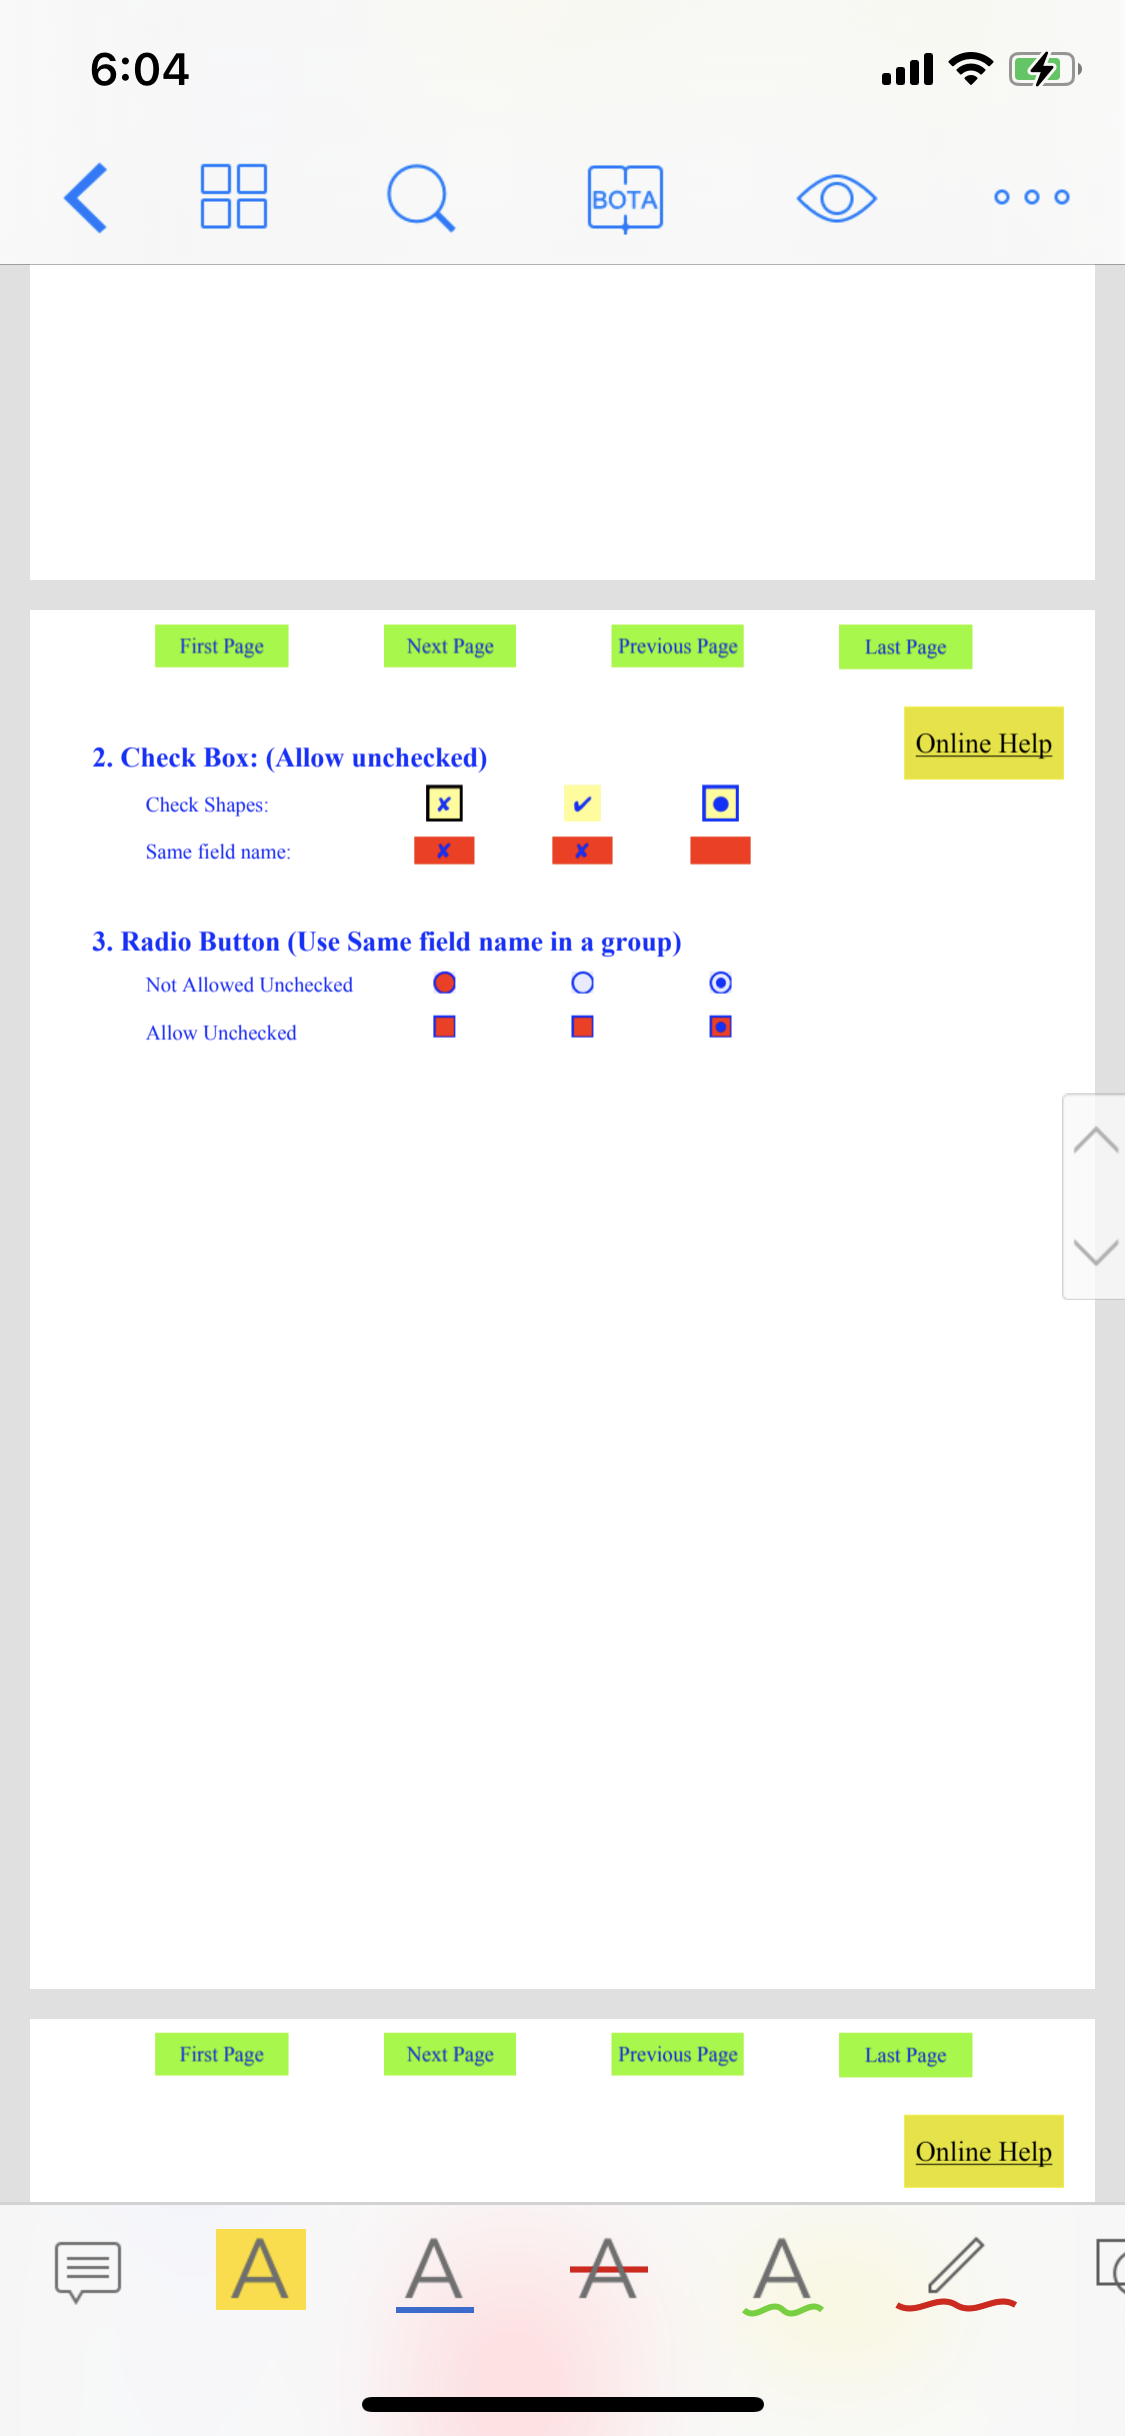 6:04
BOTA
First Page Next Page Previous Page Last Page
Online Help
2. Check Box: (Allow unchecked)
Check Shapes:
Same field name:
3. Radio Button (Use Same field name in a group)
Not Allowed Unchecked
Allow Unchecked
First Page Next Page Previous Page Last Page
Online Help
A A A A